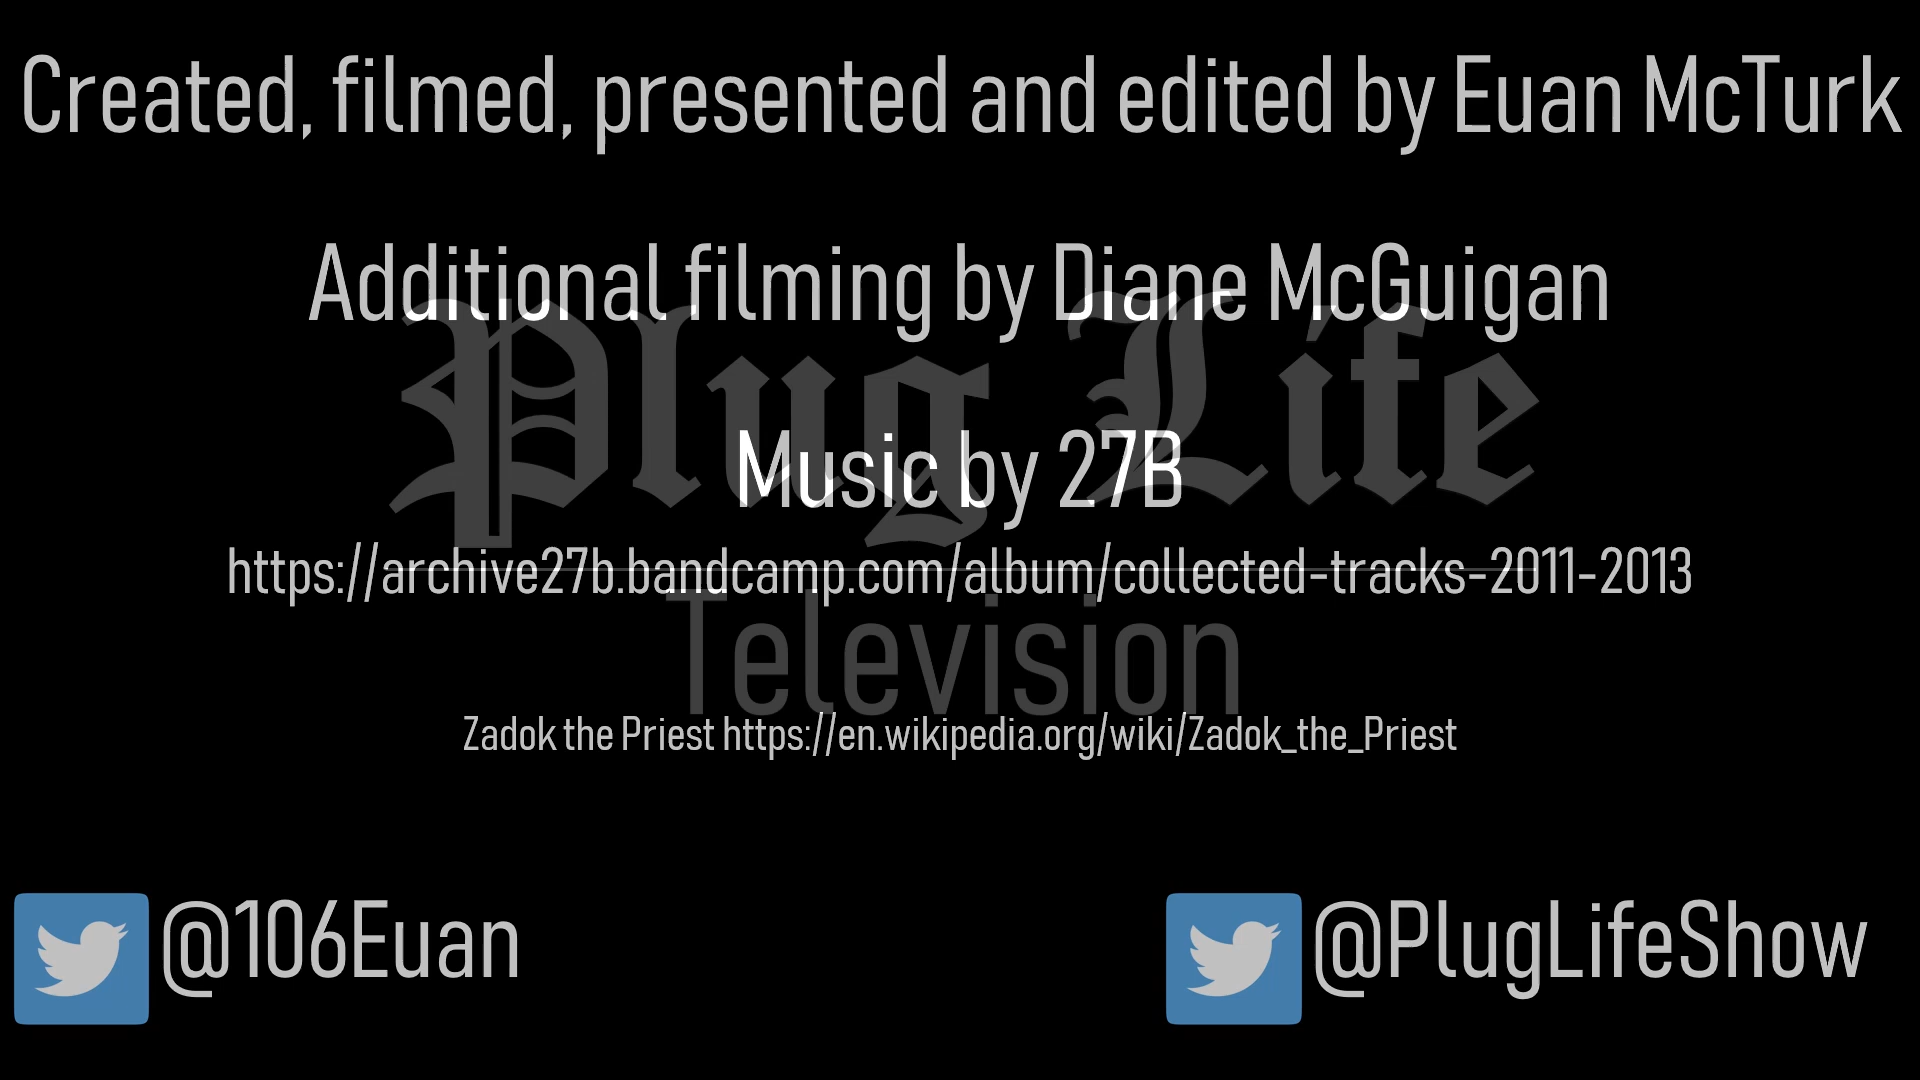 Created, filmed, presented and edited by Euan McTurk
Additional filming by Diane McGuigan
Plug Life
Music by 27B
https://archive27b.bandcamp.com/album/collected-tracks-2011-2013
Television
Zadok the Priest https://en.wikipedia.org/wiki/Zadok_the_Priest
@106Euan
@PlugLifeShow